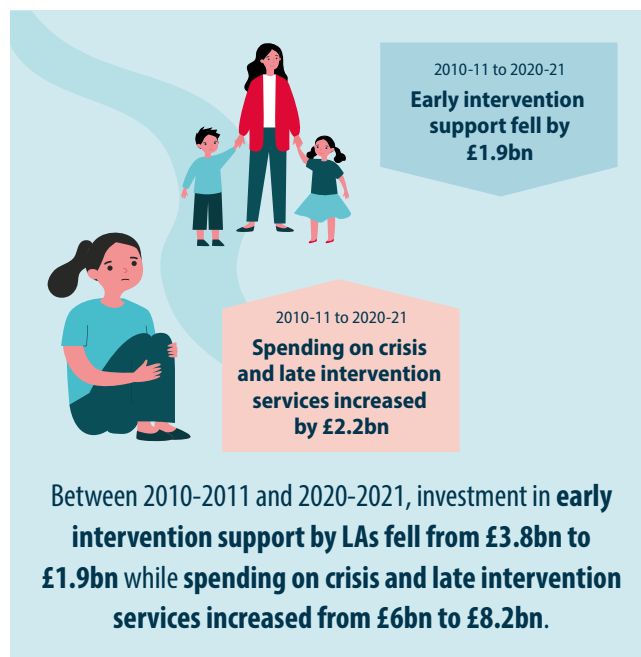 2010-11 to 2020-21
Early intervention
support fell by
£1.9bn
2010-11 to 2020-21
Spending on crisis
and late intervention
services increased
by £2.2bn
Between 2010-2011 and 2020-2021, investment in early
intervention support by LAs fell from £3.8bn to
£1.9bn while spending on crisis and late intervention
services increased from £6bn to £8.2bn.